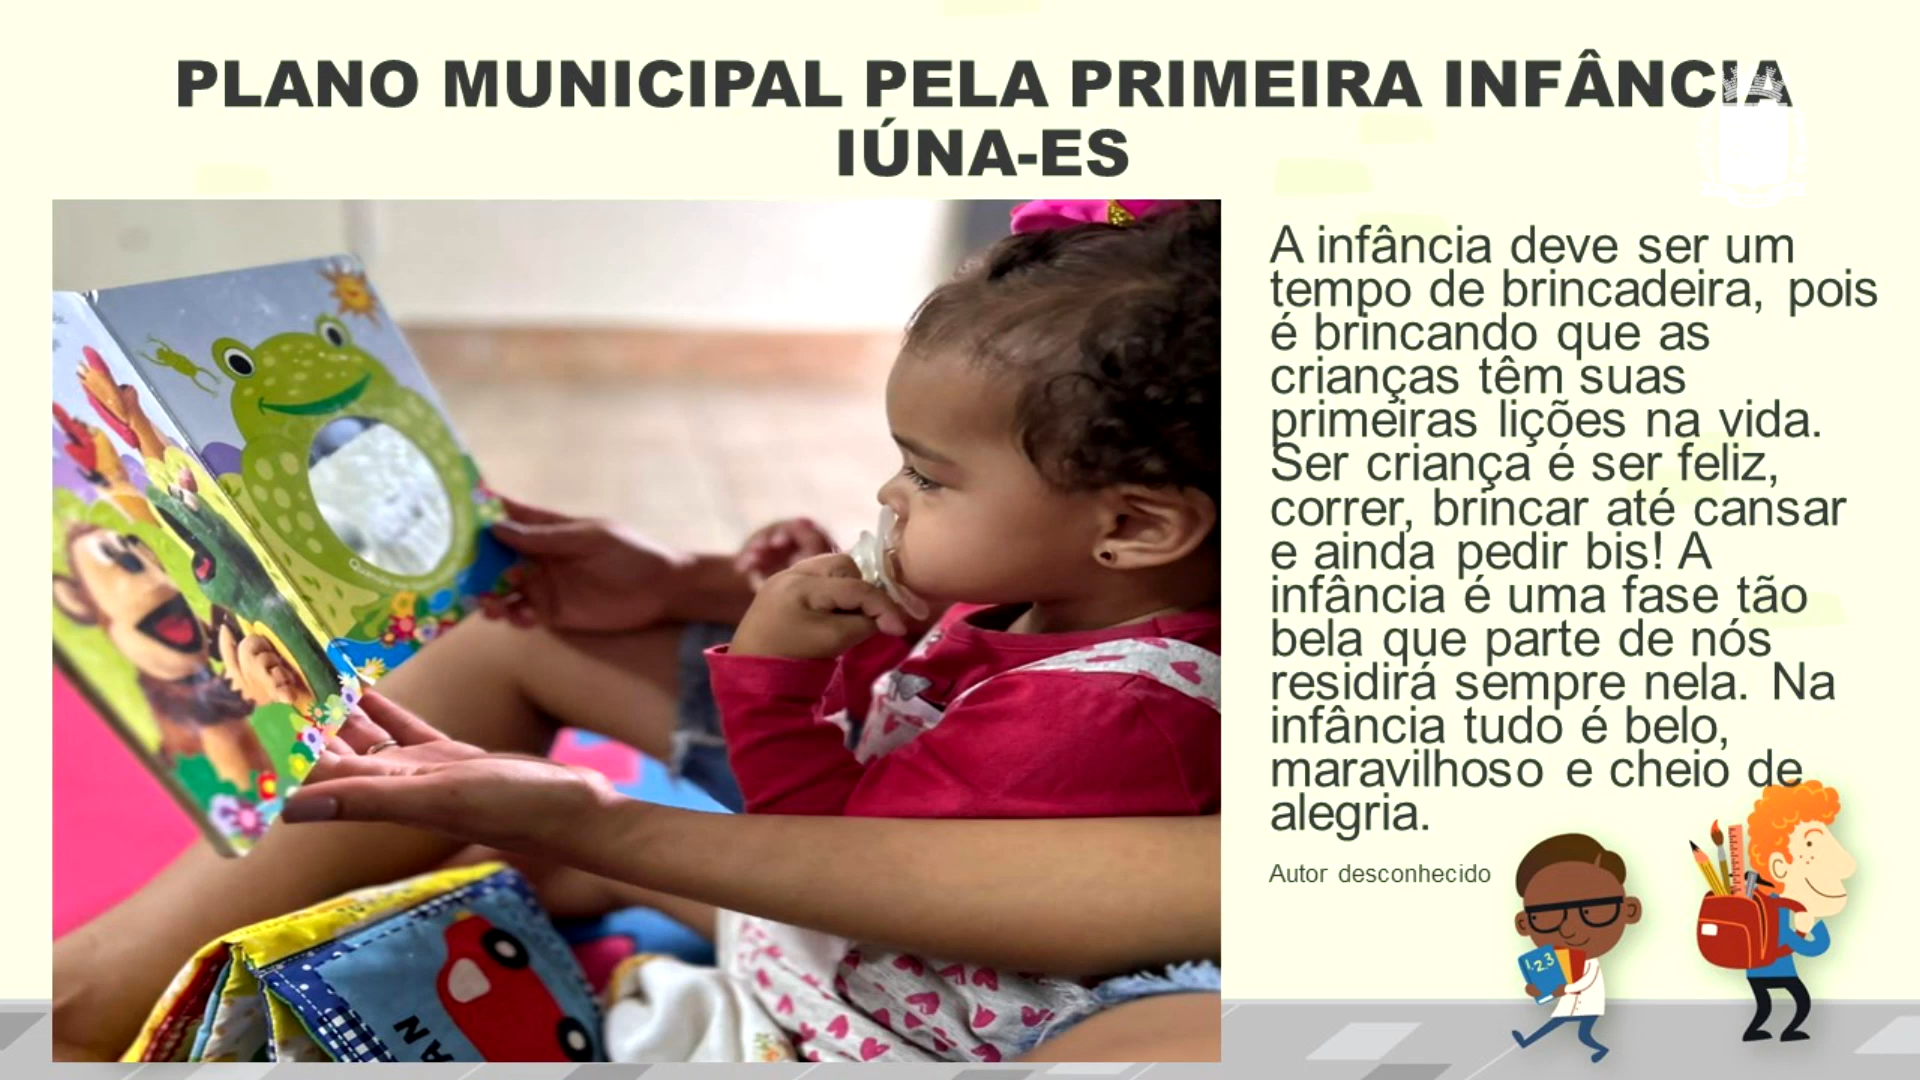 PLANO MUNICIPAL PELA PRIMEIRA INFÂNCIA
IÚNA-ES
A infância deve ser um
tempo de brincadeira, pois
é brincando que as
crianças têm suas
primeiras lições na vida.
Ser criança é ser feliz,
correr, brincar até cansar
e ainda pedir bis! A
infância é uma fase tão
bela que parte de nós
residirá sempre nela. Na
infância tudo é belo,
maravilhoso e cheio de
alegria.
Autor desconhecido
1,2,3